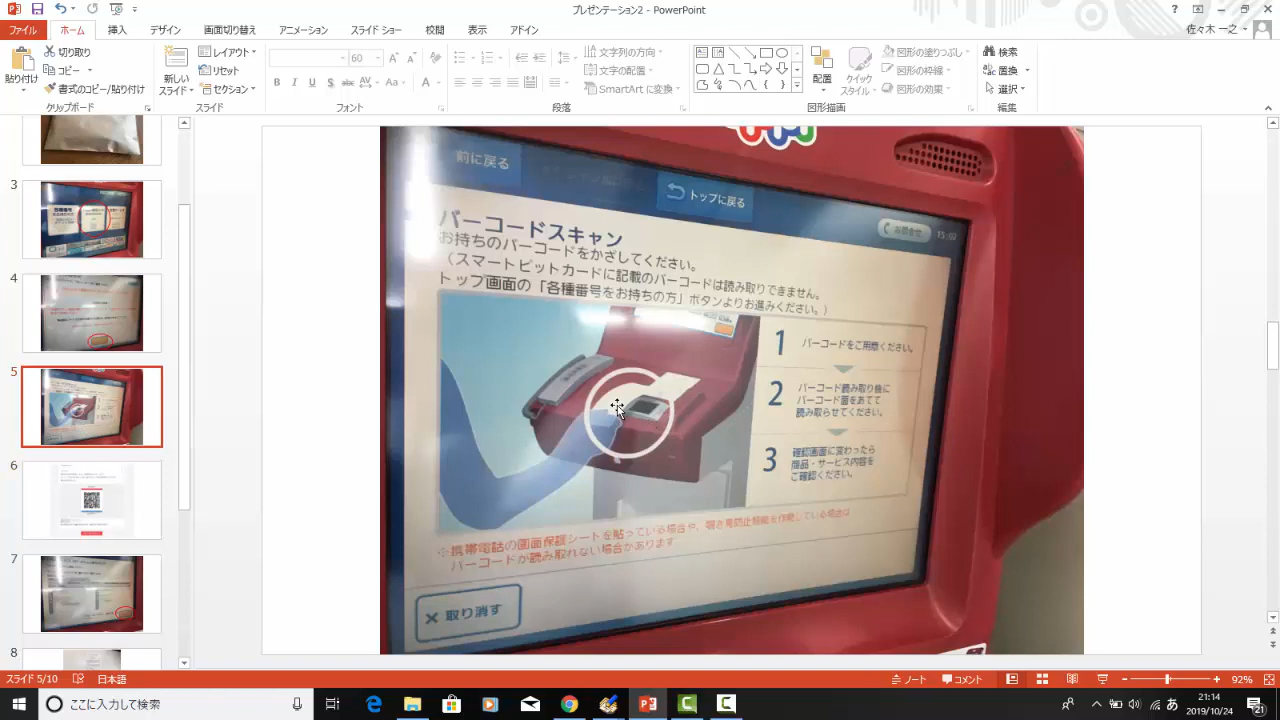 プレゼンテーション2 - PowerPoint
ファイル ホーム 挿入 デザイン 画面切り替え アニメーション スライド ショー 校閲 表示 アドイン
佐々木 一之
貼り付け
切り取り
コピー
書式のコピー/貼り付け
クリップボード
新しい
スライド
レイアウト
リセット
セクション
スライド
60
フォント
文字列の方向
文字の配置
SmartArt に変換
段落
配置
クイック
スタイル
図形の塗りつぶし
図形の枠線
図形の効果
図形描画
検索
置換
選択
編集
3
4
5
6
7
8
前に戻る
トップに戻る
お問合せ
15:02
バーコードスキャン
お持ちのバーコードをかざしてください。
(スマートピットカードに記載のバーコードは読み取りできません。
トップ画面の「各種番号をお持ちの方」ボタンよりお進みください。)
1 バーコードをご用意ください。
2 バーコード読み取り機に
バーコード面をあてて
読み取らせてください。
3 確認画面に変わったら
商品・サービス内容を
ご確認ください。
※携帯電話の画面保護シートを貼っている場合や、覗き見防止機能を作動している場合は
バーコードが読み取れない場合があります
× 取り消す
スライド 5/10
日本語
ノート
コメント
92%
ここに入力して検索
あ
21:14
2019/10/24
21